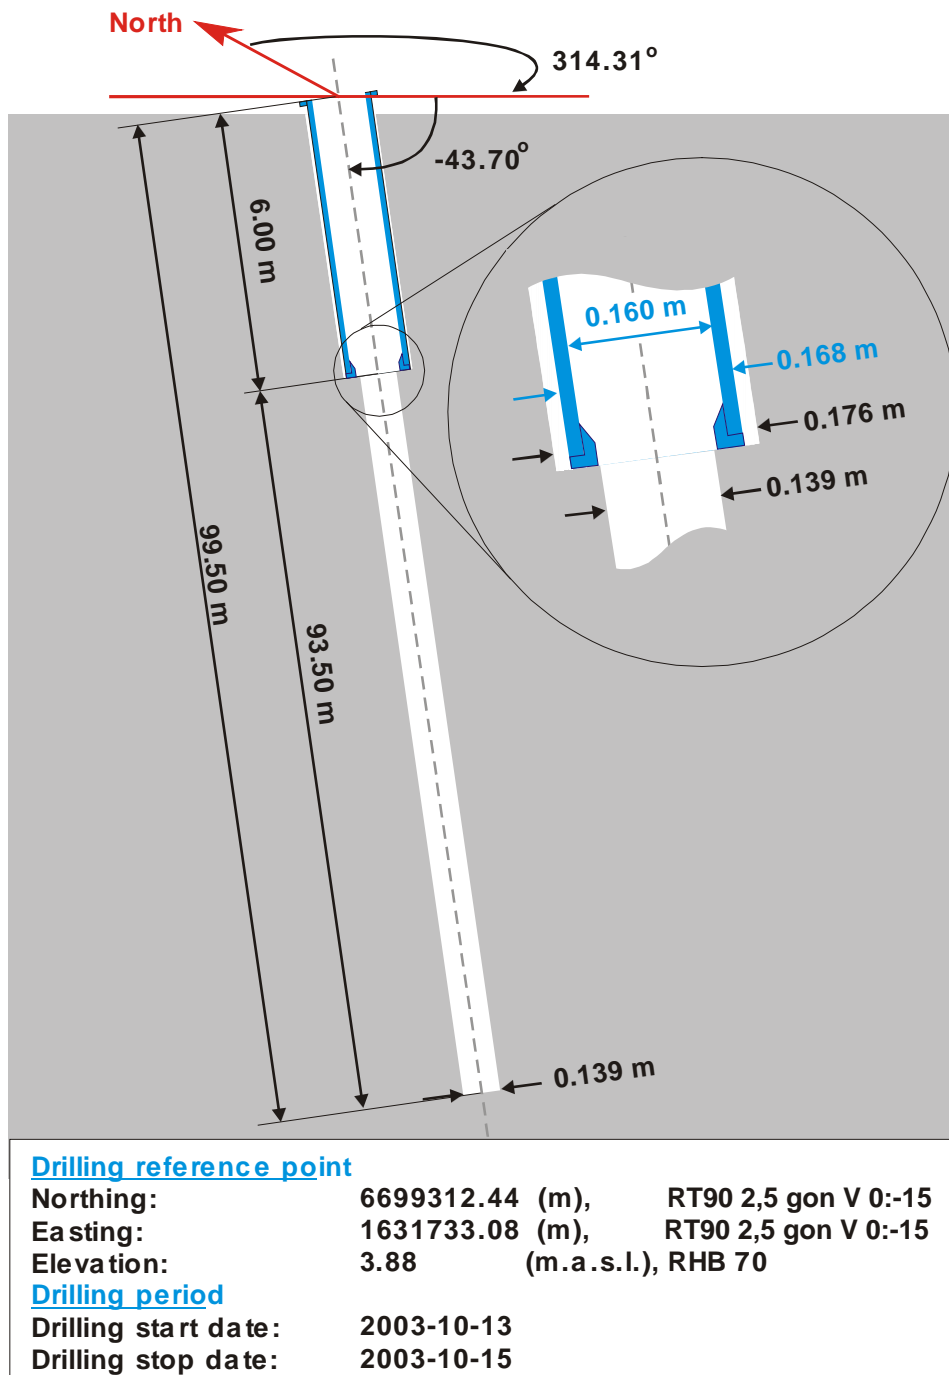 North
314.31°
-43.70°
6.00 m
0.160 m
0.168 m
0.176 m
0.139 m
99.50 m
93.50 m
0.139 m
Drilling reference point
Northing: 6699312.44 (m), RT90 2,5 gon V 0:-15
Easting: 1631733.08 (m), RT90 2,5 gon V 0:-15
Elevation: 3.88 (m.a.s.l.), RHB 70
Drilling period
Drilling start date: 2003-10-13
Drilling stop date: 2003-10-15